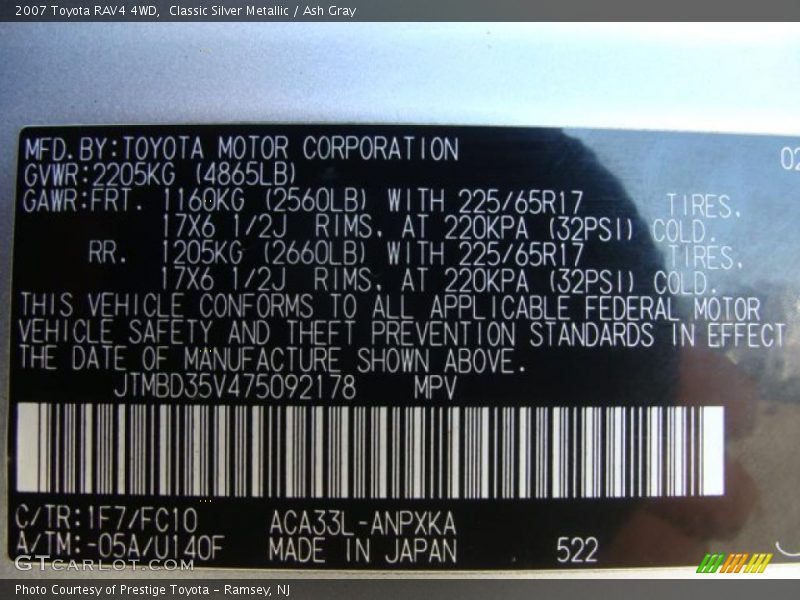 2007 Toyota RAV4 4WD,  Classic Silver Metallic / Ash Gray
MFD.BY:TOYOTA MOTOR CORPORATION 02
GVWR:2205KG (4865LB)
GAWR:FRT. 1160KG (2560LB) WITH 225/65R17 TIRES,
17X6 1/2J RIMS, AT 220KPA (32PSI) COLD.
RR. 1205KG (2660LB) WITH 225/65R17 TIRES,
17X6 1/2J RIMS, AT 220KPA (32PSI) COLD.
THIS VEHICLE CONFORMS TO ALL APPLICABLE FEDERAL MOTOR
VEHICLE SAFETY AND THEFT PREVENTION STANDARDS IN EFFECT
THE DATE OF MANUFACTURE SHOWN ABOVE.
JTMBD35V475092178 MPV
C/TR:1F7/FC10 ACA33L-ANPXKA
A/TM:-05A/U140F MADE IN JAPAN 522
GTcarlot.com
Photo Courtesy of Prestige Toyota - Ramsey, NJ